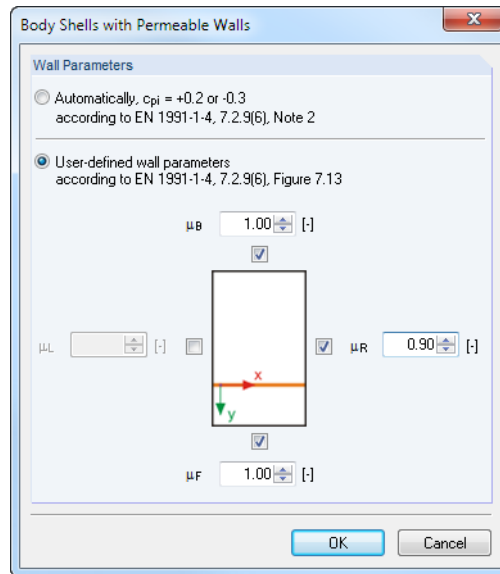 Body Shells with Permeable Walls
Wall Parameters
Automatically, cpi = +0.2 or -0.3
according to EN 1991-1-4, 7.2.9(6), Note 2
User-defined wall parameters
according to EN 1991-1-4, 7.2.9(6), Figure 7.13
μB 1.00 [-]
μL [-]
μR 0.90 [-]
x
y
μF 1.00 [-]
OK Cancel